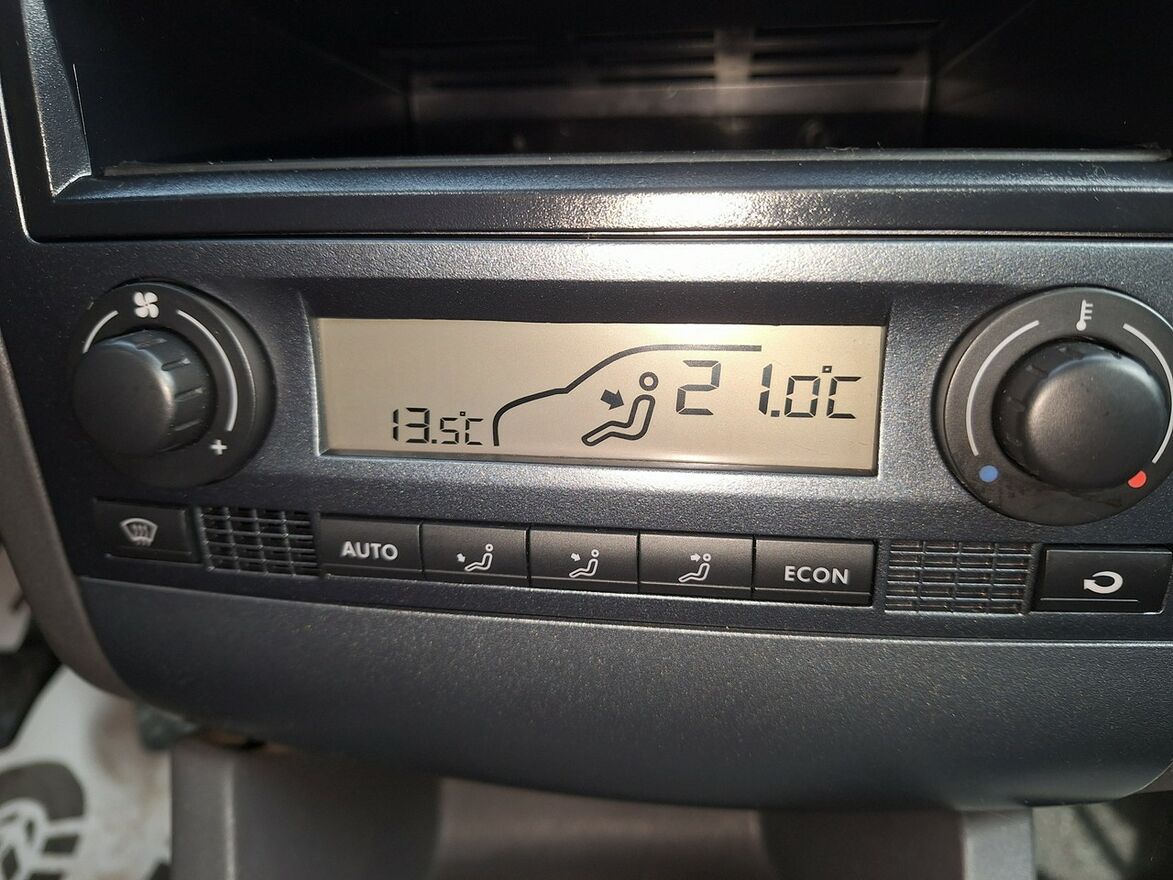 13.5°C
21.0°C
+
AUTO
ECON